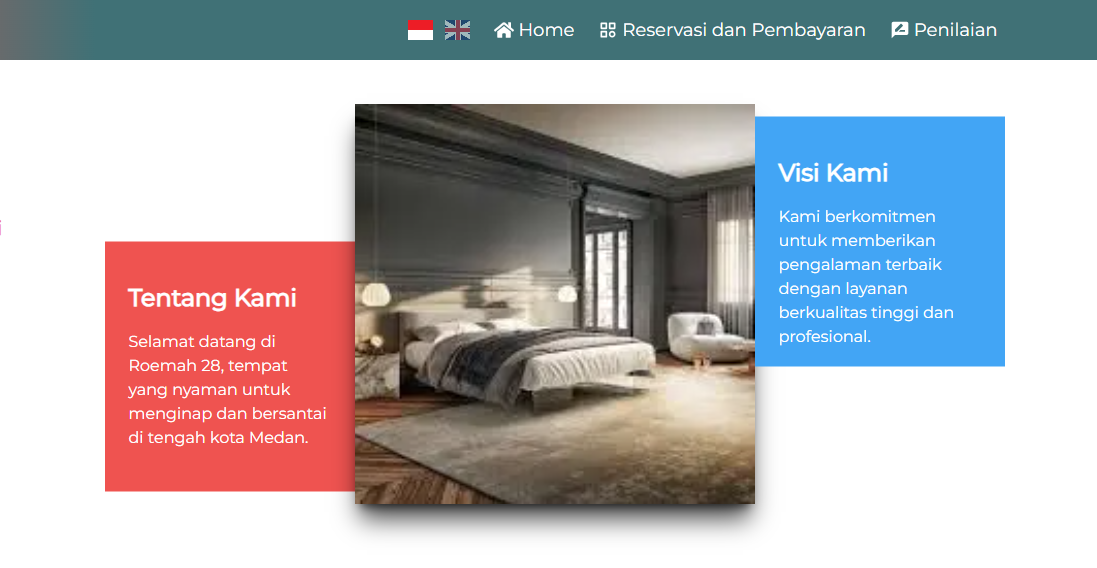 Home Reservasi dan Pembayaran Penilaian
Tentang Kami
Selamat datang di
Roemah 28, tempat
yang nyaman untuk
menginap dan bersantai
di tengah kota Medan.
Visi Kami
Kami berkomitmen
untuk memberikan
pengalaman terbaik
dengan layanan
berkualitas tinggi dan
profesional.